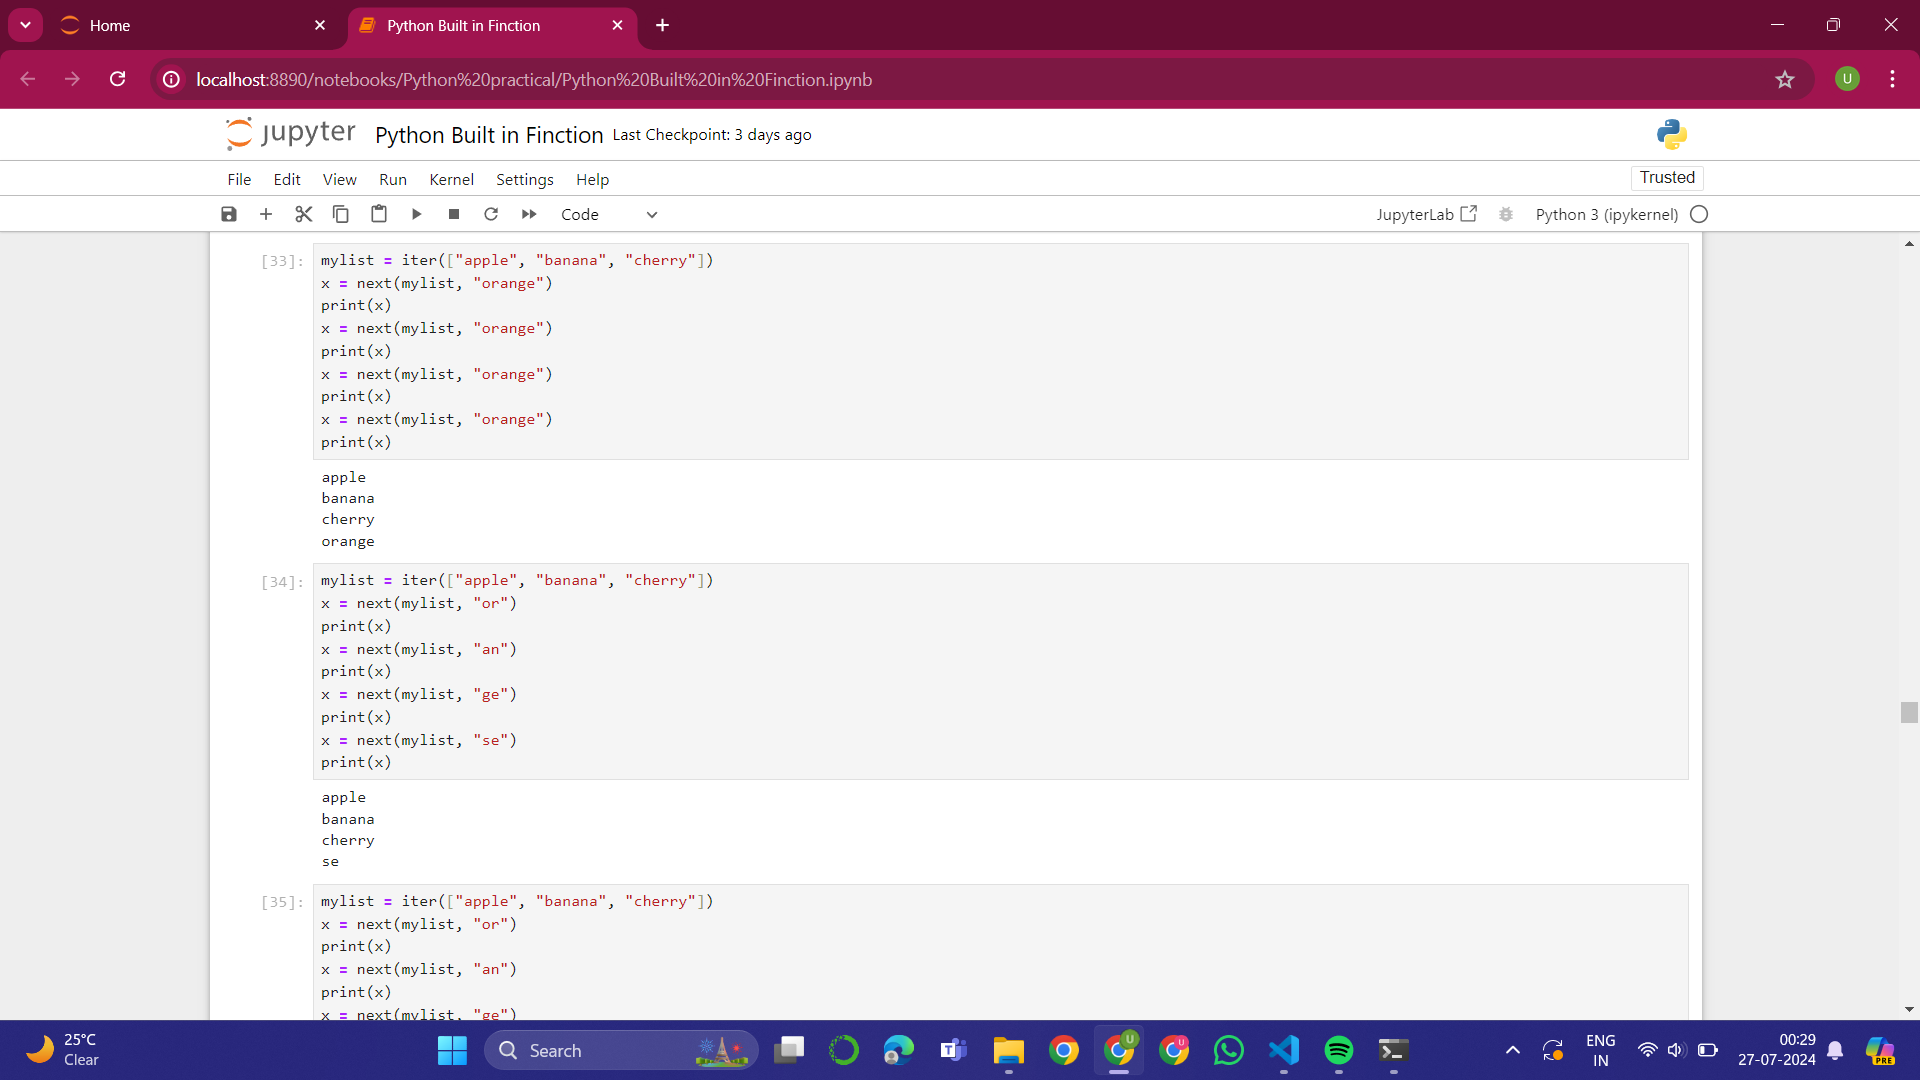 Home
Python Built in Finction
localhost:8890/notebooks/Python%20practical/Python%20Built%20in%20Finction.ipynb
U
jupyter Python Built in Finction Last Checkpoint: 3 days ago
File Edit View Run Kernel Settings Help
Trusted
Code
JupyterLab
Python 3 (ipykernel)
[33]:
mylist = iter(["apple", "banana", "cherry"])
x = next(mylist, "orange")
print(x)
x = next(mylist, "orange")
print(x)
x = next(mylist, "orange")
print(x)
x = next(mylist, "orange")
print(x)
apple
banana
cherry
orange
[34]:
mylist = iter(["apple", "banana", "cherry"])
x = next(mylist, "or")
print(x)
x = next(mylist, "an")
print(x)
x = next(mylist, "ge")
print(x)
x = next(mylist, "se")
print(x)
apple
banana
cherry
se
[35]:
mylist = iter(["apple", "banana", "cherry"])
x = next(mylist, "or")
print(x)
x = next(mylist, "an")
print(x)
x = next(mylist, "ge")
25°C
Clear
Search
U
U
ENG
IN
00:29
27-07-2024
PRE